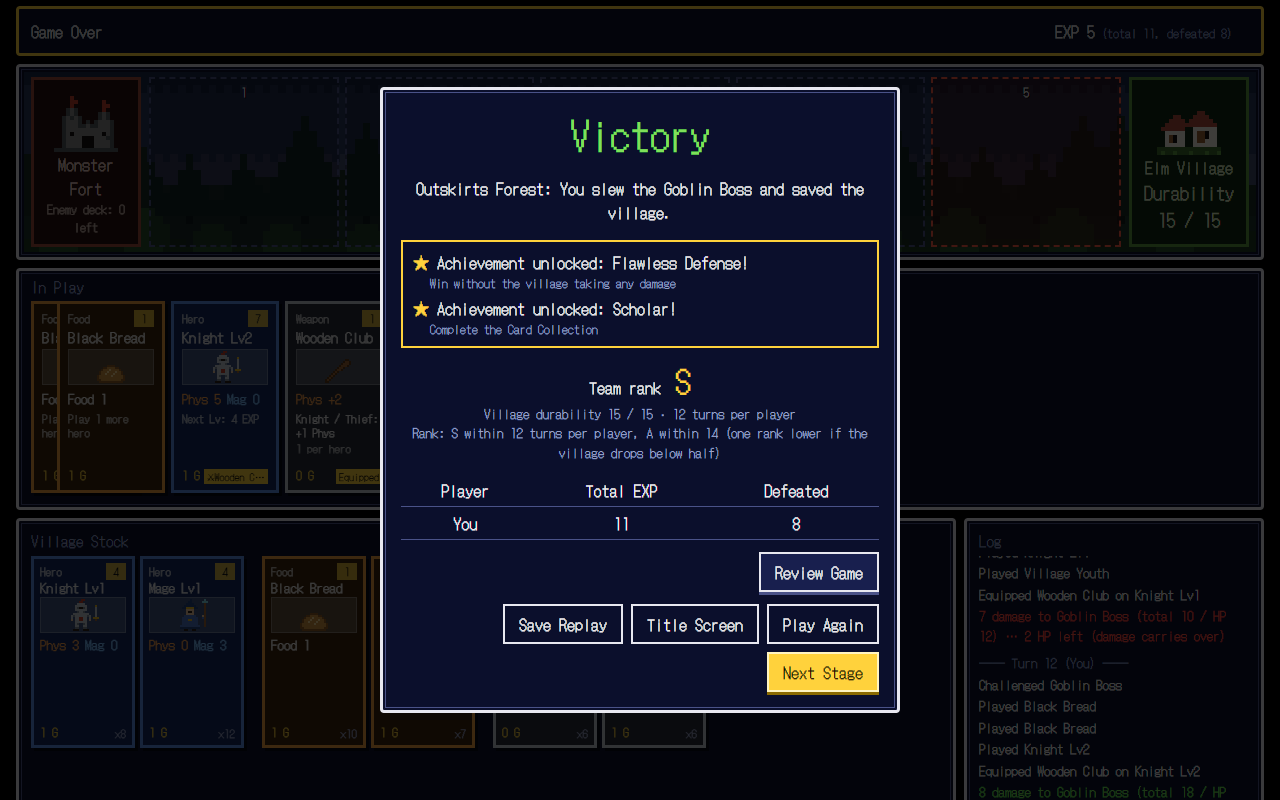 Game Over
EXP 5 (total 11, defeated 8)
Monster
Fort
Enemy deck: 0
left
1
5
Elm Village
Durability
15 / 15
Victory
Outskirts Forest: You slew the Goblin Boss and saved the
village.
★ Achievement unlocked: Flawless Defense!
Win without the village taking any damage
★ Achievement unlocked: Scholar!
Complete the Card Collection
Team rank S
Village durability 15 / 15 · 12 turns per player
Rank: S within 12 turns per player, A within 14 (one rank lower if the
village drops below half)
Player Total EXP Defeated
You 11 8
Review Game
Save Replay
Title Screen
Play Again
Next Stage
In Play
Food 1
Black Bread
Food 1
Play 1 more
hero
1 G
1 G
Hero 7
Knight Lv2
Phys 5 Mag 0
Next Lv: 4 EXP
1 G
Weapon 1
Wooden Club
Phys +2
Knight / Thief:
+1 Phys
1 per hero
0 G
Equipped
Village Stock
Hero 4
Knight Lv1
Phys 3 Mag 0
1 G x8
Hero 4
Mage Lv1
Phys 0 Mag 3
1 G x12
Food 1
Black Bread
Food 1
1 G x10
1 G x7
0 G x6
1 G x6
Log
Played Village Youth
Equipped Wooden Club on Knight Lv1
7 damage to Goblin Boss (total 10 / HP
12) … 2 HP left (damage carries over)
── Turn 12 (You) ──
Challenged Goblin Boss
Played Black Bread
Played Black Bread
Played Knight Lv2
Equipped Wooden Club on Knight Lv2
8 damage to Goblin Boss (total 18 / HP